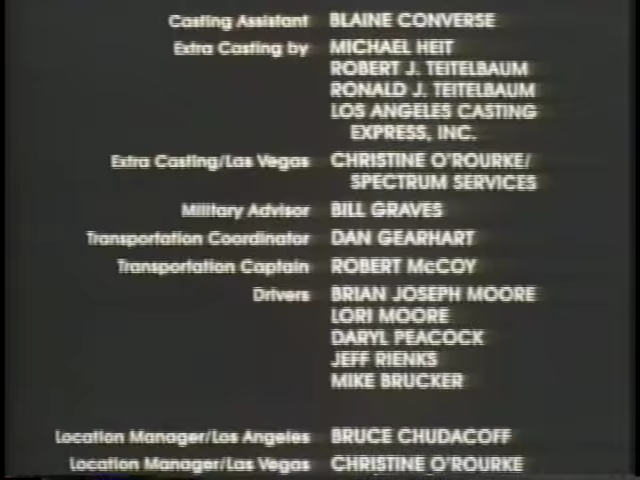 Casting Assistant BLAINE CONVERSE
Extra Casting by MICHAEL HEIT
ROBERT J. TEITELBAUM
RONALD J. TEITELBAUM
LOS ANGELES CASTING
EXPRESS, INC.
Extra Casting/Las Vegas CHRISTINE O'ROURKE/
SPECTRUM SERVICES
Military Advisor BILL GRAVES
Transportation Coordinator DAN GEARHART
Transportation Captain ROBERT McCOY
Drivers BRIAN JOSEPH MOORE
LORI MOORE
DARYL PEACOCK
JEFF RIENKS
MIKE BRUCKER
Location Manager/Los Angeles BRUCE CHUDACOFF
Location Manager/Las Vegas CHRISTINE O'ROURKE